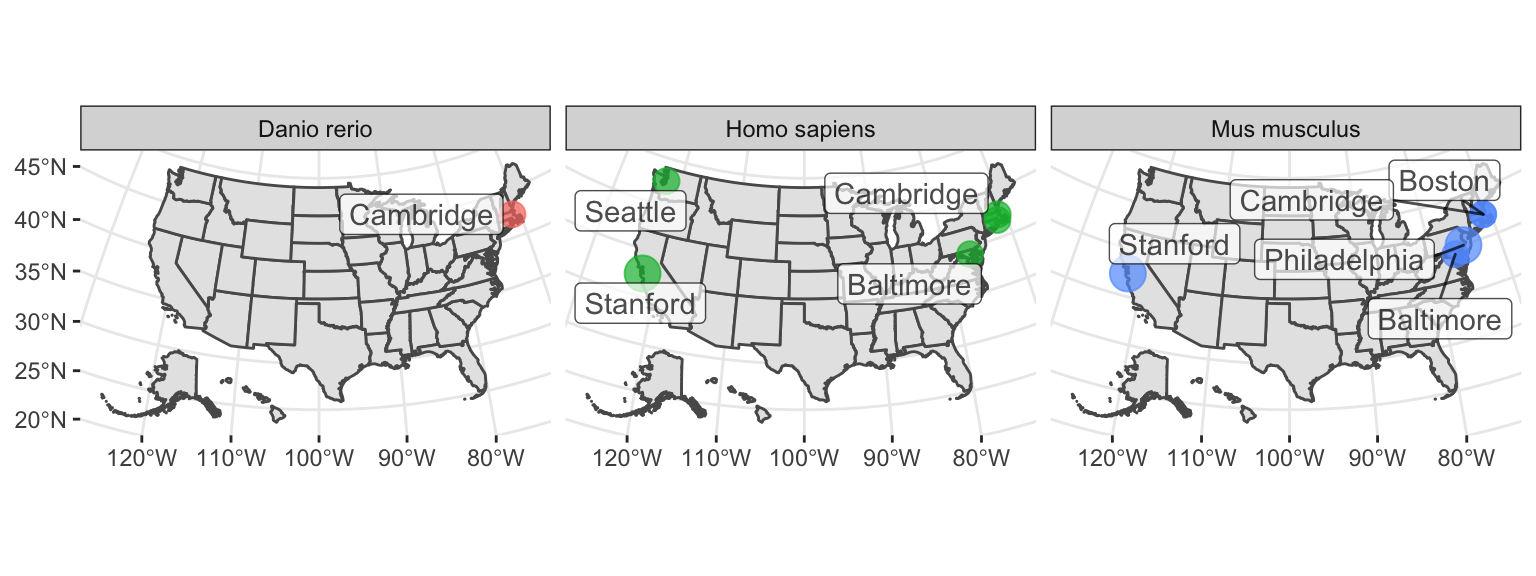 Danio rerio
Homo sapiens
Mus musculus
45°N
40°N
35°N
30°N
25°N
20°N
Cambridge
120°W 110°W 100°W 90°W 80°W
Seattle
Cambridge
Stanford
Baltimore
120°W 110°W 100°W 90°W 80°W
Boston
Cambridge
Stanford
Philadelphia
Baltimore
120°W 110°W 100°W 90°W 80°W